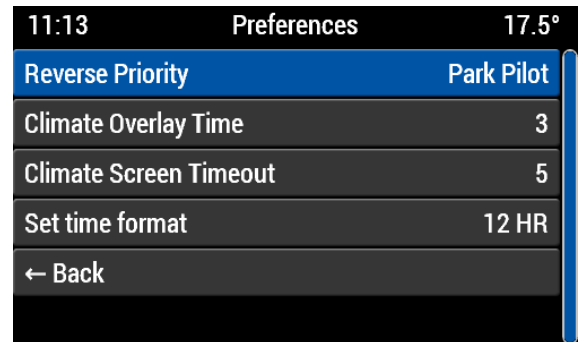 11:13 Preferences 17.5°
Reverse Priority Park Pilot
Climate Overlay Time 3
Climate Screen Timeout 5
Set time format 12 HR
← Back